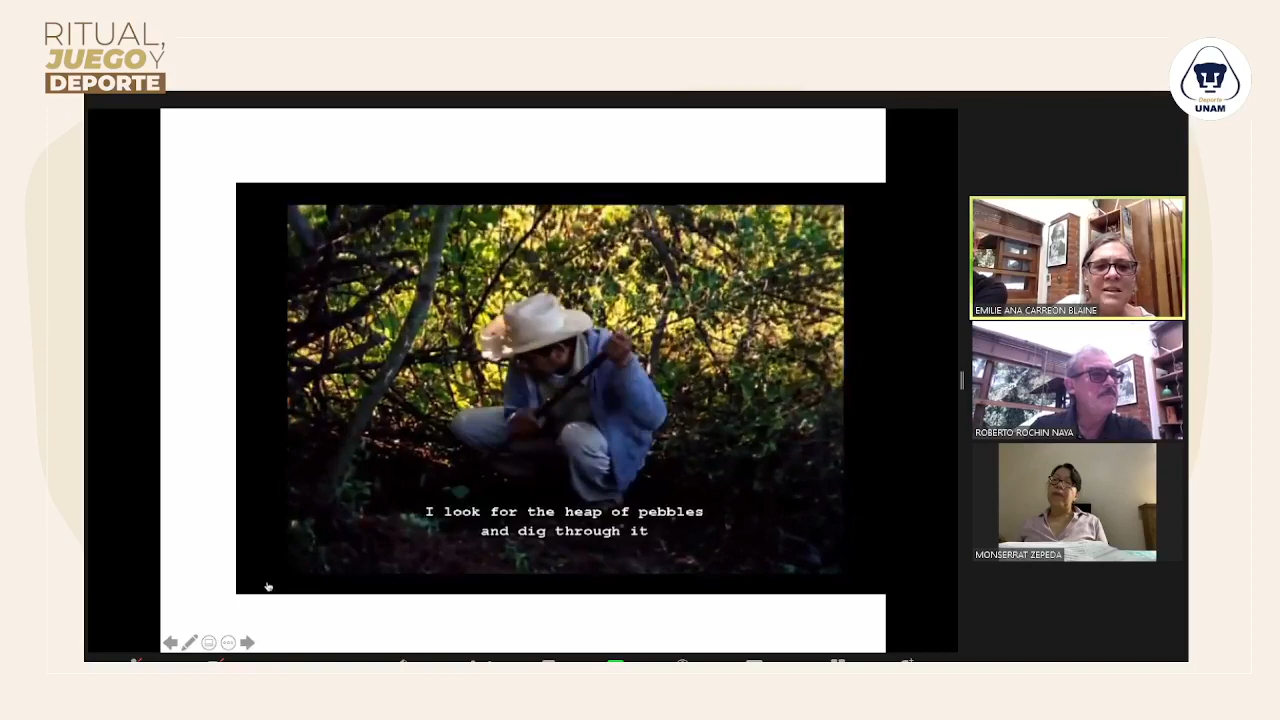 RITUAL,
JUEGO Y
DEPORTE
Deporte
UNAM
EMILIE ANA CARREÓN BLAINE
ROBERTO ROCHIN NAYA
I look for the heap of pebbles
and dig through it
MONSERRAT ZEPEDA